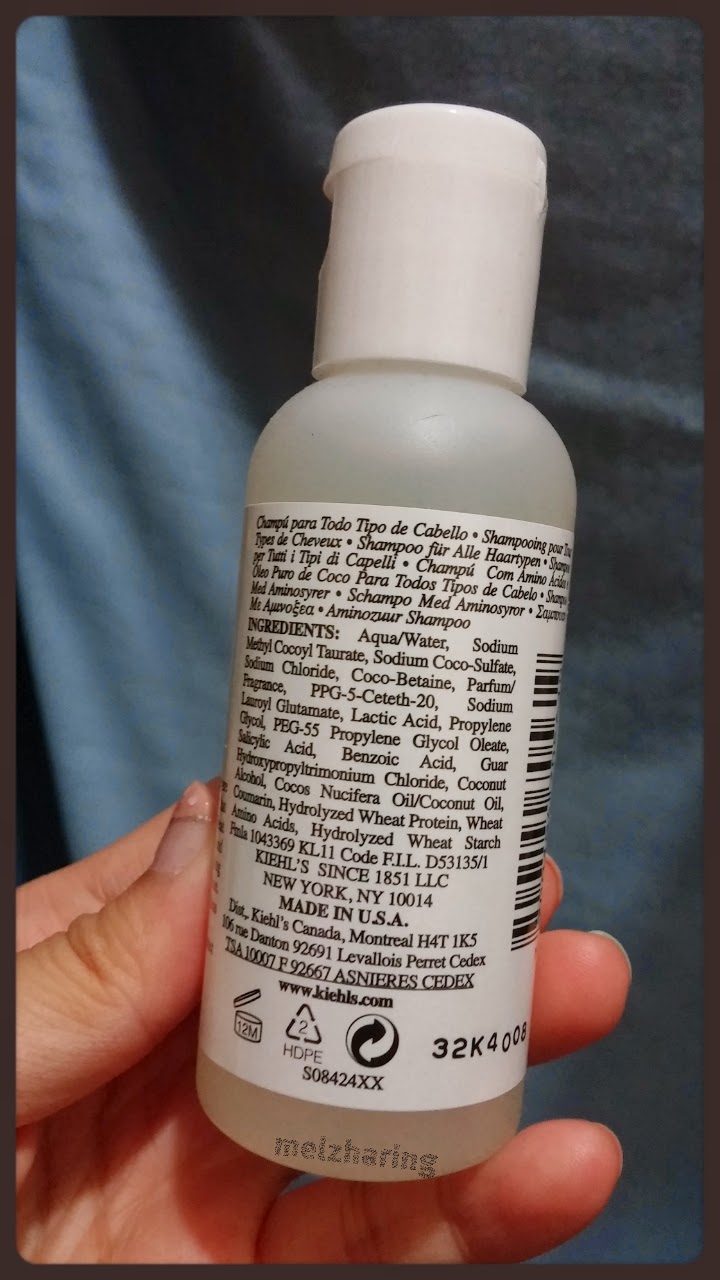 Champú para Todo Tipo de Cabello • Shampooing pour
Types de Cheveux • Shampoo für Alle Haartypen •
per Tutti i Tipi di Capelli • Champú Com Amino
Óleo Puro de Coco Para Todos Tipos de Cabelo •
Med Aminosyrer • Schampo Med Aminosyror •
Με Αμινοξέα • Aminozuur Shampoo
INGREDIENTS: Aqua/Water, Sodium
Methyl Cocoyl Taurate, Sodium Coco-Sulfate,
Sodium Chloride, Coco-Betaine, Parfum/
Fragrance, PPG-5-Ceteth-20, Sodium
Lauroyl Glutamate, Lactic Acid, Propylene
Glycol, PEG-55 Propylene Glycol Oleate,
Salicylic Acid, Benzoic Acid, Guar
Hydroxypropyltrimonium Chloride, Coconut
Alcohol, Cocos Nucifera Oil/Coconut Oil,
Coumarin, Hydrolyzed Wheat Protein, Wheat
Amino Acids, Hydrolyzed Wheat Starch
Fmla 1043369 KL11 Code F.I.L. D53135/1
KIEHL'S SINCE 1851 LLC
NEW YORK, NY 10014
MADE IN U.S.A.
Dist., Kiehl's Canada, Montreal H4T 1K5
106 rue Danton 92691 Levallois Perret Cedex
TSA 10007 F 92667 ASNIERES CEDEX
www.kiehls.com
12M
2
HDPE
32K4008
S08424XX
meizhuning